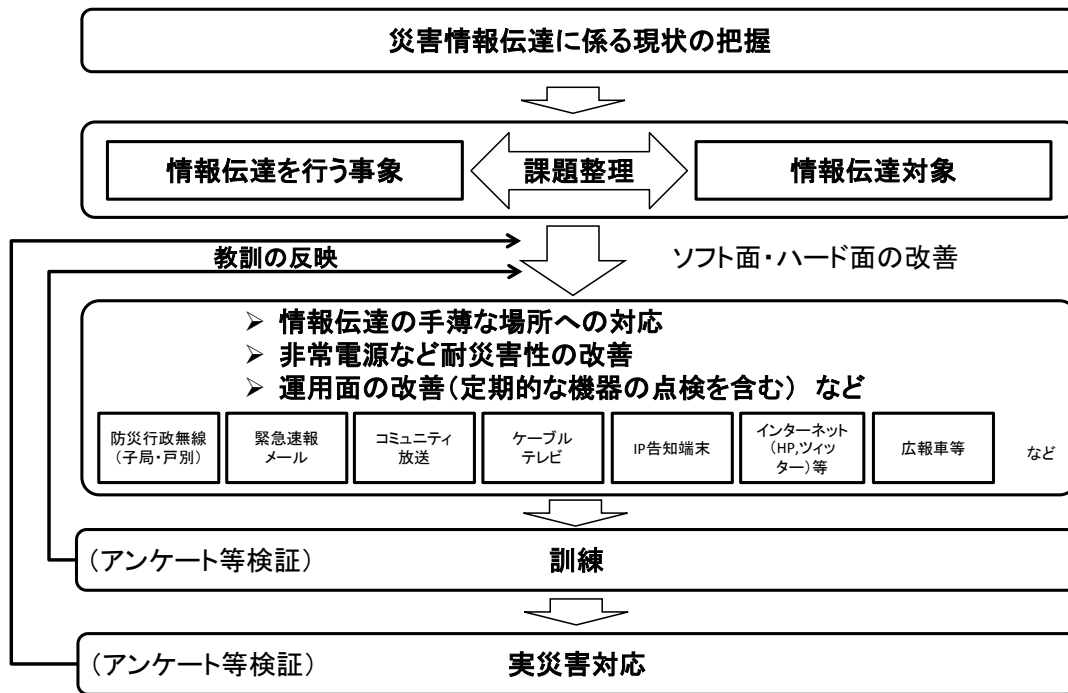 災害情報伝達に係る現状の把握
情報伝達を行う事象
課題整理
情報伝達対象
教訓の反映
ソフト面・ハード面の改善
➢ 情報伝達の手薄な場所への対応
➢ 非常電源など耐災害性の改善
➢ 運用面の改善(定期的な機器の点検を含む) など
防災行政無線
(子局・戸別)
緊急速報
メール
コミュニティ
放送
ケーブル
テレビ
IP告知端末
インターネット
(HP,ツィッ
ター)等
広報車等
など
(アンケート等検証)
訓練
(アンケート等検証)
実災害対応